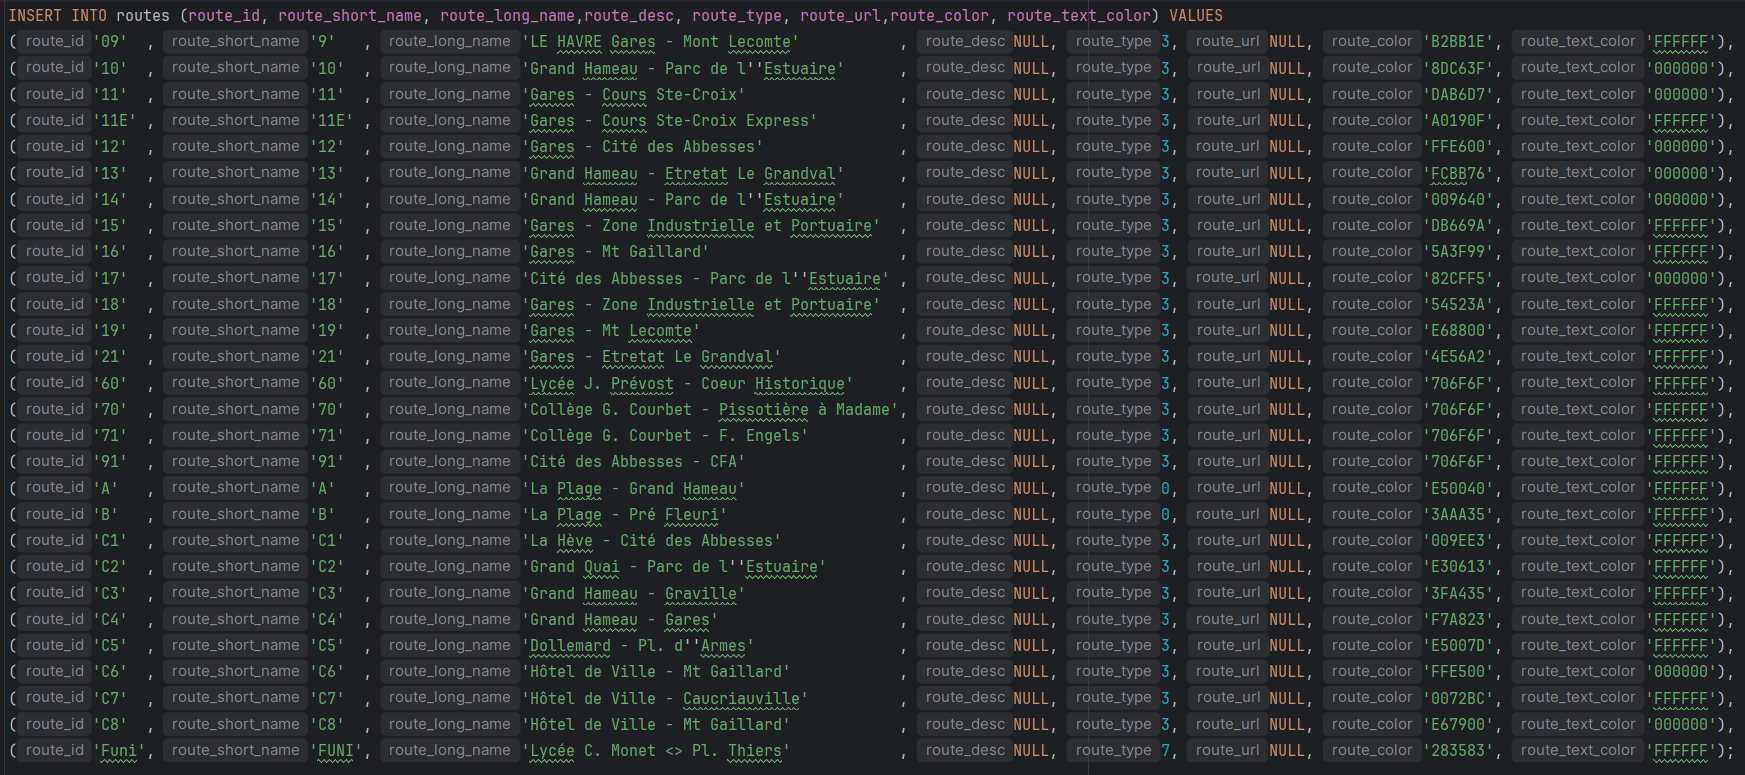 INSERT INTO routes (route_id, route_short_name, route_long_name,route_desc, route_type, route_url,route_color, route_text_color) VALUES
( route_id '09' , route_short_name '9' , route_long_name 'LE HAVRE Gares - Mont Lecomte' , route_desc NULL, route_type 3, route_url NULL, route_color 'B2BB1E', route_text_color 'FFFFFF'),
( route_id '10' , route_short_name '10' , route_long_name 'Grand Hameau - Parc de l''Estuaire' , route_desc NULL, route_type 3, route_url NULL, route_color '8DC63F', route_text_color '000000'),
( route_id '11' , route_short_name '11' , route_long_name 'Gares - Cours Ste-Croix' , route_desc NULL, route_type 3, route_url NULL, route_color 'DAB6D7', route_text_color '000000'),
( route_id '11E' , route_short_name '11E' , route_long_name 'Gares - Cours Ste-Croix Express' , route_desc NULL, route_type 3, route_url NULL, route_color 'A0190F', route_text_color 'FFFFFF'),
( route_id '12' , route_short_name '12' , route_long_name 'Gares - Cité des Abbesses' , route_desc NULL, route_type 3, route_url NULL, route_color 'FFE600', route_text_color '000000'),
( route_id '13' , route_short_name '13' , route_long_name 'Grand Hameau - Etretat Le Grandval' , route_desc NULL, route_type 3, route_url NULL, route_color 'FCBB76', route_text_color '000000'),
( route_id '14' , route_short_name '14' , route_long_name 'Grand Hameau - Parc de l''Estuaire' , route_desc NULL, route_type 3, route_url NULL, route_color '009640', route_text_color '000000'),
( route_id '15' , route_short_name '15' , route_long_name 'Gares - Zone Industrielle et Portuaire' , route_desc NULL, route_type 3, route_url NULL, route_color 'DB669A', route_text_color 'FFFFFF'),
( route_id '16' , route_short_name '16' , route_long_name 'Gares - Mt Gaillard' , route_desc NULL, route_type 3, route_url NULL, route_color '5A3F99', route_text_color 'FFFFFF'),
( route_id '17' , route_short_name '17' , route_long_name 'Cité des Abbesses - Parc de l''Estuaire' , route_desc NULL, route_type 3, route_url NULL, route_color '82CFF5', route_text_color '000000'),
( route_id '18' , route_short_name '18' , route_long_name 'Gares - Zone Industrielle et Portuaire' , route_desc NULL, route_type 3, route_url NULL, route_color '54523A', route_text_color 'FFFFFF'),
( route_id '19' , route_short_name '19' , route_long_name 'Gares - Mt Lecomte' , route_desc NULL, route_type 3, route_url NULL, route_color 'E68800', route_text_color 'FFFFFF'),
( route_id '21' , route_short_name '21' , route_long_name 'Gares - Etretat Le Grandval' , route_desc NULL, route_type 3, route_url NULL, route_color '4E56A2', route_text_color 'FFFFFF'),
( route_id '60' , route_short_name '60' , route_long_name 'Lycée J. Prévost - Coeur Historique' , route_desc NULL, route_type 3, route_url NULL, route_color '706F6F', route_text_color 'FFFFFF'),
( route_id '70' , route_short_name '70' , route_long_name 'Collège G. Courbet - Pissotière à Madame', route_desc NULL, route_type 3, route_url NULL, route_color '706F6F', route_text_color 'FFFFFF'),
( route_id '71' , route_short_name '71' , route_long_name 'Collège G. Courbet - F. Engels' , route_desc NULL, route_type 3, route_url NULL, route_color '706F6F', route_text_color 'FFFFFF'),
( route_id '91' , route_short_name '91' , route_long_name 'Cité des Abbesses - CFA' , route_desc NULL, route_type 3, route_url NULL, route_color '706F6F', route_text_color 'FFFFFF'),
( route_id 'A' , route_short_name 'A' , route_long_name 'La Plage - Grand Hameau' , route_desc NULL, route_type 0, route_url NULL, route_color 'E50040', route_text_color 'FFFFFF'),
( route_id 'B' , route_short_name 'B' , route_long_name 'La Plage - Pré Fleuri' , route_desc NULL, route_type 0, route_url NULL, route_color '3AAA35', route_text_color 'FFFFFF'),
( route_id 'C1' , route_short_name 'C1' , route_long_name 'La Hève - Cité des Abbesses' , route_desc NULL, route_type 3, route_url NULL, route_color '009EE3', route_text_color 'FFFFFF'),
( route_id 'C2' , route_short_name 'C2' , route_long_name 'Grand Quai - Parc de l''Estuaire' , route_desc NULL, route_type 3, route_url NULL, route_color 'E30613', route_text_color 'FFFFFF'),
( route_id 'C3' , route_short_name 'C3' , route_long_name 'Grand Hameau - Graville' , route_desc NULL, route_type 3, route_url NULL, route_color '3FA435', route_text_color 'FFFFFF'),
( route_id 'C4' , route_short_name 'C4' , route_long_name 'Grand Hameau - Gares' , route_desc NULL, route_type 3, route_url NULL, route_color 'F7A823', route_text_color 'FFFFFF'),
( route_id 'C5' , route_short_name 'C5' , route_long_name 'Dollemard - Pl. d''Armes' , route_desc NULL, route_type 3, route_url NULL, route_color 'E5007D', route_text_color 'FFFFFF'),
( route_id 'C6' , route_short_name 'C6' , route_long_name 'Hôtel de Ville - Mt Gaillard' , route_desc NULL, route_type 3, route_url NULL, route_color 'FFE500', route_text_color '000000'),
( route_id 'C7' , route_short_name 'C7' , route_long_name 'Hôtel de Ville - Caucriauville' , route_desc NULL, route_type 3, route_url NULL, route_color '0072BC', route_text_color 'FFFFFF'),
( route_id 'C8' , route_short_name 'C8' , route_long_name 'Hôtel de Ville - Mt Gaillard' , route_desc NULL, route_type 3, route_url NULL, route_color 'E67900', route_text_color '000000'),
( route_id 'Funi', route_short_name 'FUNI', route_long_name 'Lycée C. Monet <> Pl. Thiers' , route_desc NULL, route_type 7, route_url NULL, route_color '283583', route_text_color 'FFFFFF');